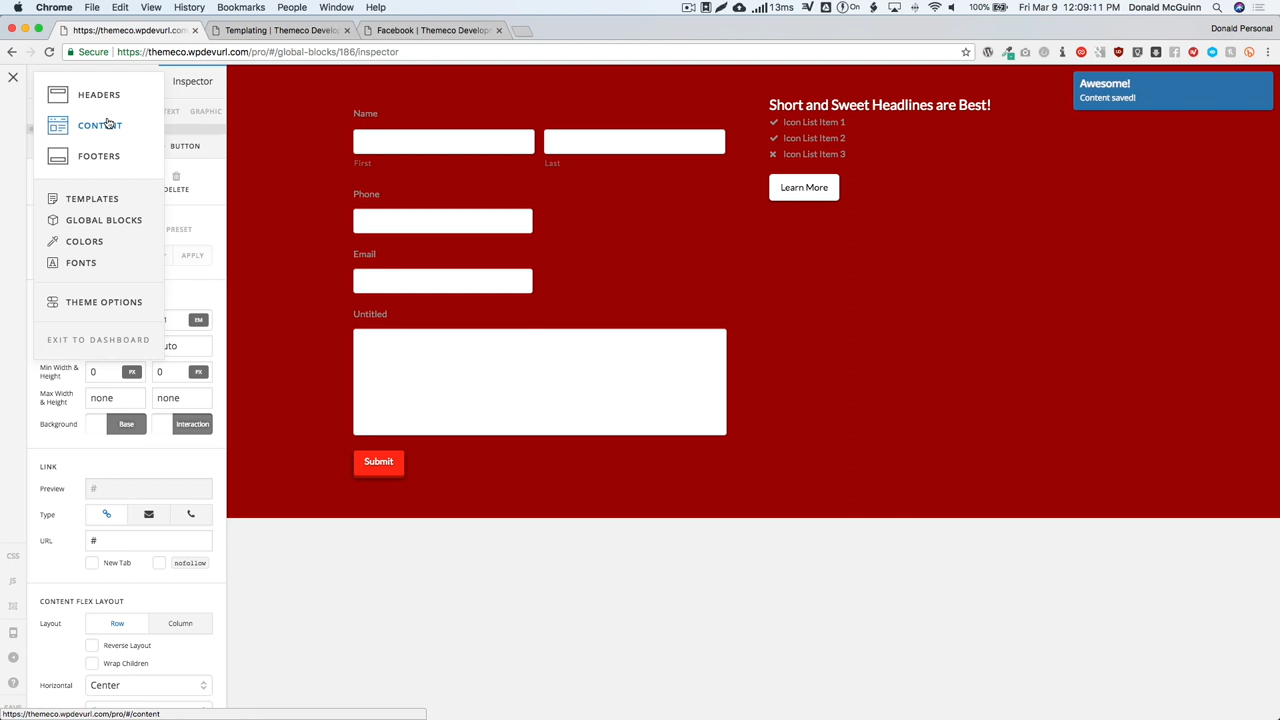 Chrome File Edit View History Bookmarks People Window Help
13ms On 100% Fri Mar 9 12:09:11 PM Donald McGuinn
https://themeco.wpdevurl.com/ × Templating | Themeco Develo × Facebook | Themeco Develop × Donald Personal
Secure https://themeco.wpdevurl.com/pro/#/global-blocks/186/inspector
HEADERS
CONTENT
FOOTERS
TEMPLATES
GLOBAL BLOCKS
COLORS
FONTS
THEME OPTIONS
EXIT TO DASHBOARD
Inspector
TEXT GRAPHIC
BUTTON
DELETE
PRESET
APPLY
EM
Min Width & Height 0 PX 0 PX
Max Width & Height none none
Background Base Interaction
LINK
Preview #
Type
URL #
New Tab nofollow
CONTENT FLEX LAYOUT
Layout Row Column
Reverse Layout
Wrap Children
Horizontal Center
CSS
JS
https://themeco.wpdevurl.com/pro/#/content
Name
First Last
Phone
Email
Untitled
Submit
Short and Sweet Headlines are Best!
Icon List Item 1
Icon List Item 2
Icon List Item 3
Learn More
Awesome!
Content saved!